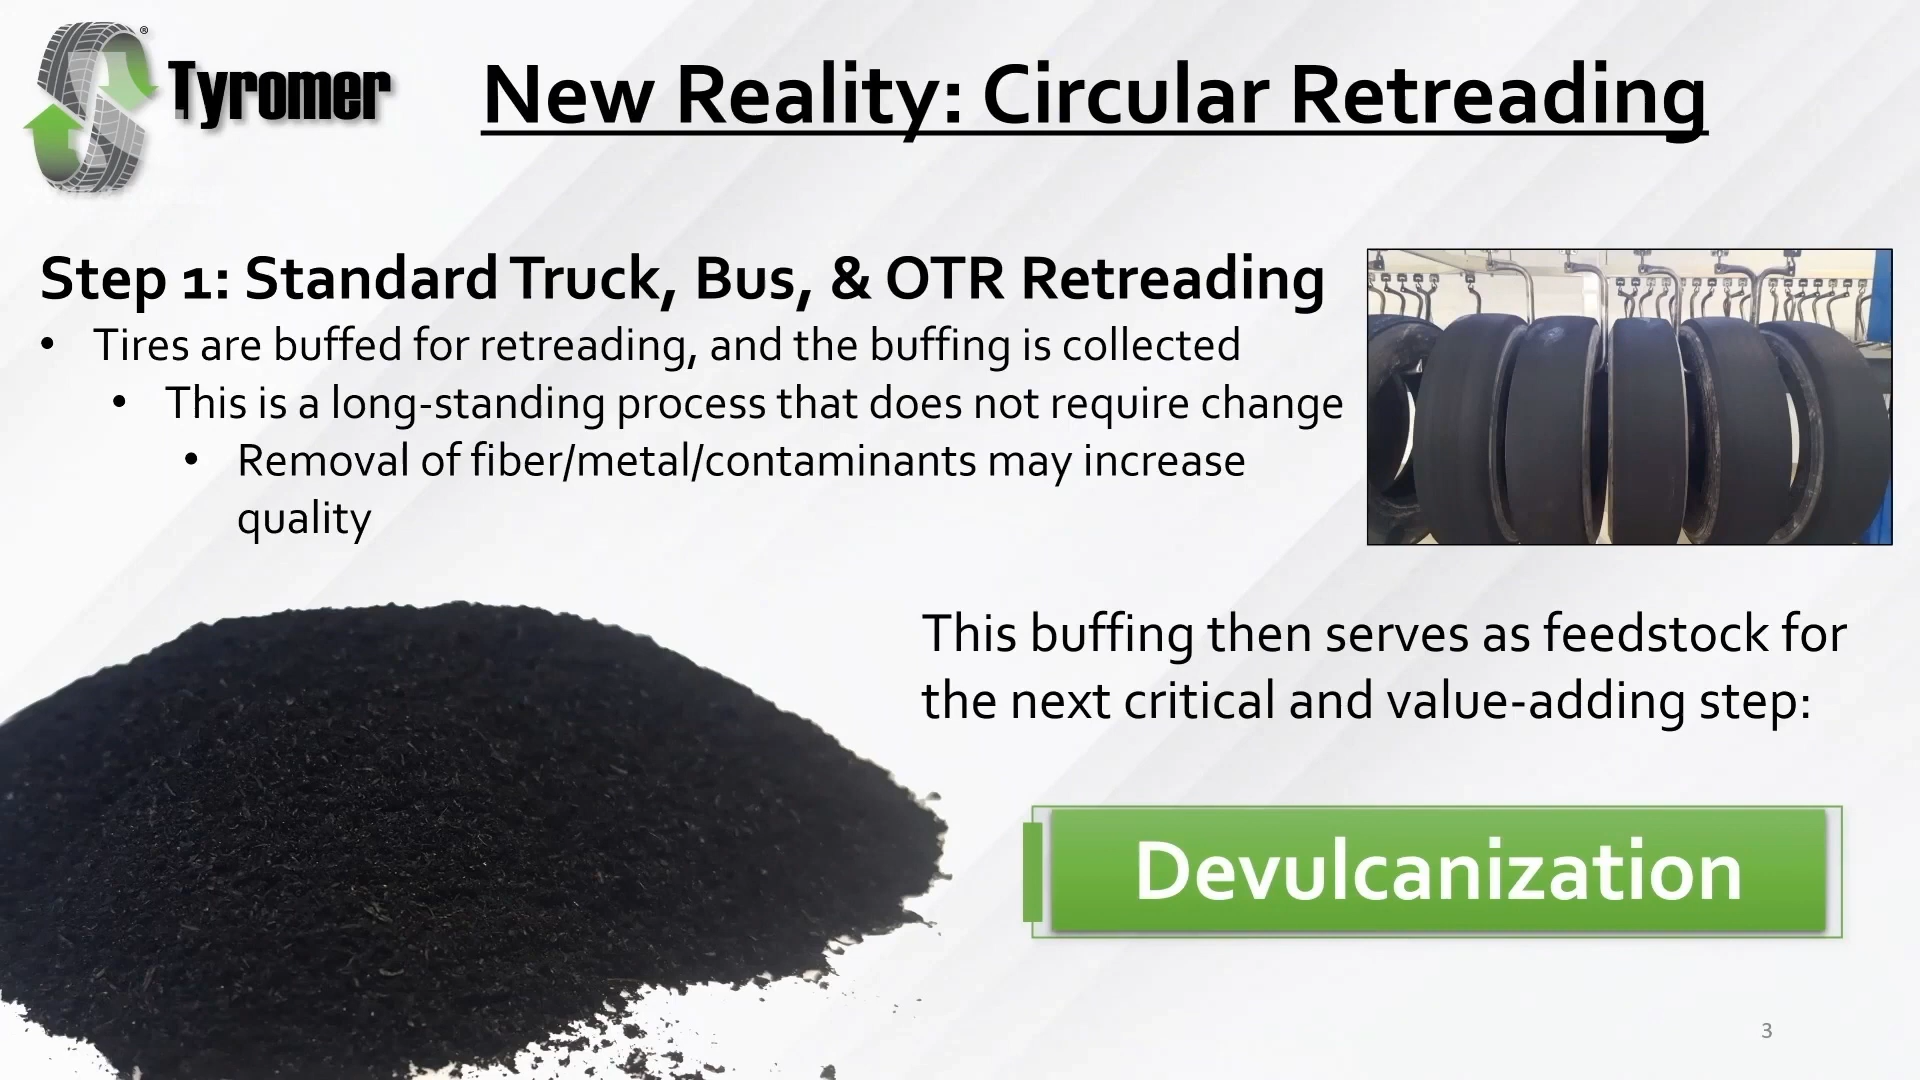 Tyromer
New Reality: Circular Retreading
Step 1: Standard Truck, Bus, & OTR Retreading
• Tires are buffed for retreading, and the buffing is collected
• This is a long-standing process that does not require change
• Removal of fiber/metal/contaminants may increase
quality
This buffing then serves as feedstock for
the next critical and value-adding step:
Devulcanization
3